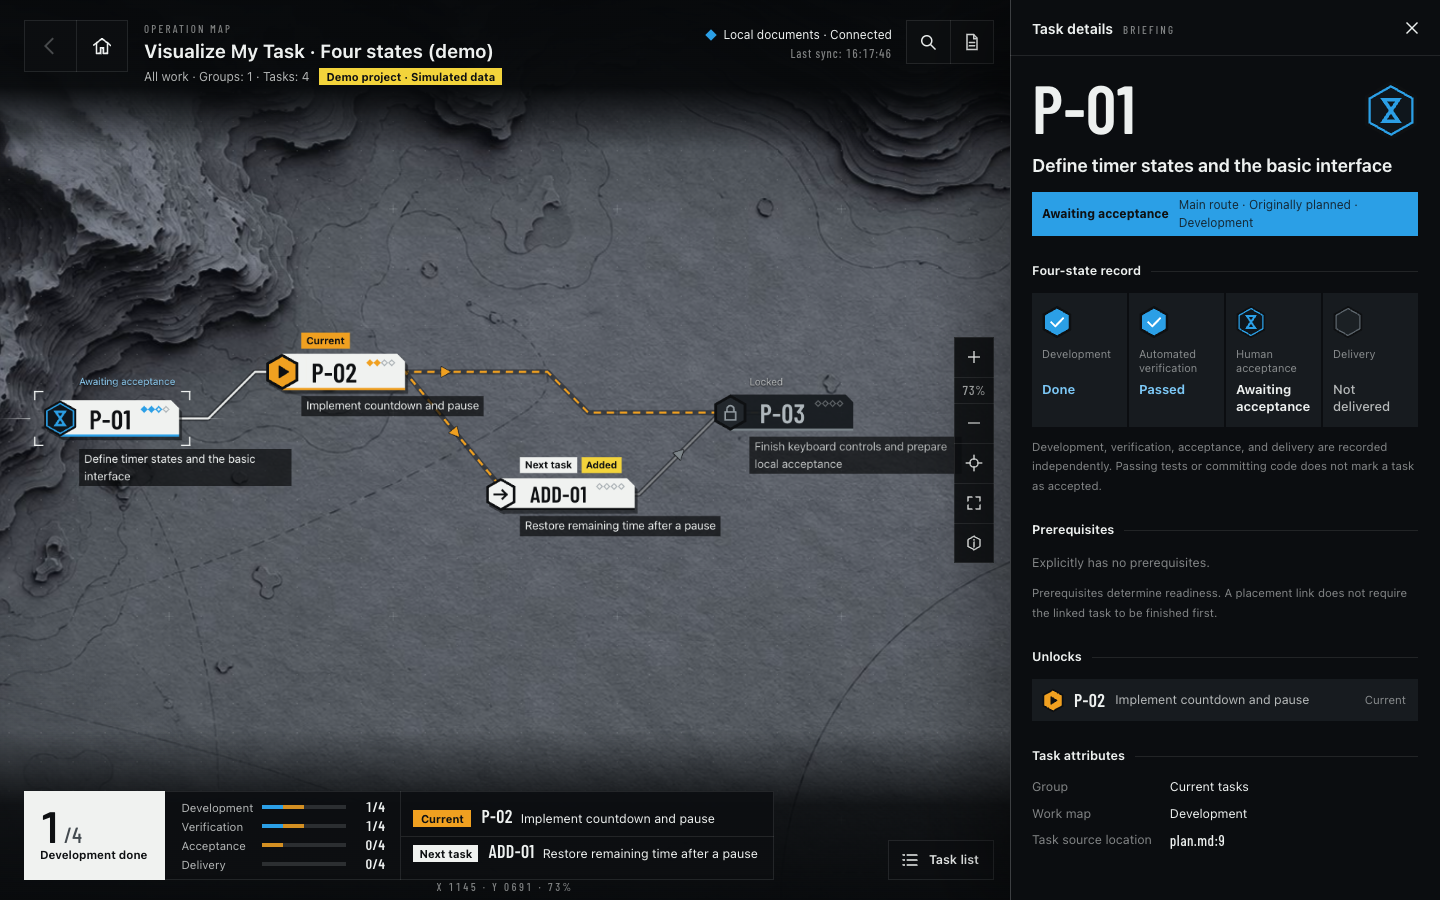 OPERATION MAP
Visualize My Task · Four states (demo)
All work · Groups: 1 · Tasks: 4
Demo project · Simulated data
Local documents · Connected
Last sync: 16:17:46
Awaiting acceptance
P-01
Define timer states and the basic
interface
Current
P-02
Implement countdown and pause
Next task
Added
ADD-01
Restore remaining time after a pause
Locked
P-03
Finish keyboard controls and prepare
local acceptance
73%
1/4
Development done
Development 1/4
Verification 1/4
Acceptance 0/4
Delivery 0/4
Current P-02 Implement countdown and pause
Next task ADD-01 Restore remaining time after a pause
Task list
X 1145 · Y 0691 · 73%
Task details BRIEFING
P-01
Define timer states and the basic interface
Awaiting acceptance
Main route · Originally planned ·
Development
Four-state record
Development
Done
Automated
verification
Passed
Human
acceptance
Awaiting
acceptance
Delivery
Not
delivered
Development, verification, acceptance, and delivery are recorded
independently. Passing tests or committing code does not mark a task
as accepted.
Prerequisites
Explicitly has no prerequisites.
Prerequisites determine readiness. A placement link does not require
the linked task to be finished first.
Unlocks
P-02 Implement countdown and pause Current
Task attributes
Group Current tasks
Work map Development
Task source location plan.md:9